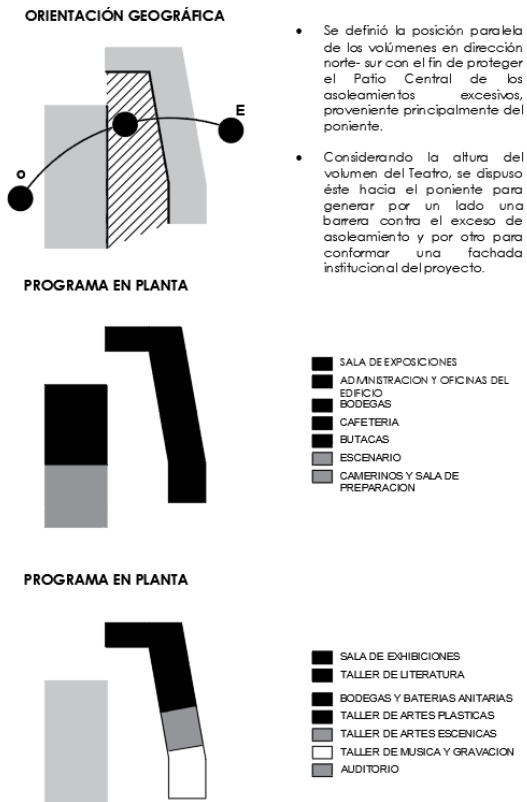 ORIENTACIÓN GEOGRÁFICA
E
O
• Se definió la posición paralela
de los volúmenes en dirección
norte- sur con el fin de proteger
el Patio Central de los
asoleamientos excesivos,
proveniente principalmente del
poniente.
• Considerando la altura del
volumen del Teatro, se dispuso
éste hacia el poniente para
generar por un lado una
barrera contra el exceso de
asoleamiento y por otro para
conformar una fachada
institucional del proyecto.
PROGRAMA EN PLANTA
SALA DE EXPOSICIONES
ADMINISTRACION Y OFICINAS DEL
EDIFICIO
BODEGAS
CAFETERIA
BUTACAS
ESCENARIO
CAMERINOS Y SALA DE
PREPARACION
PROGRAMA EN PLANTA
SALA DE EXHIBICIONES
TALLER DE LITERATURA
BODEGAS Y BATERIAS ANITARIAS
TALLER DE ARTES PLASTICAS
TALLER DE ARTES ESCENICAS
TALLER DE MUSICA Y GRAVACION
AUDITORIO